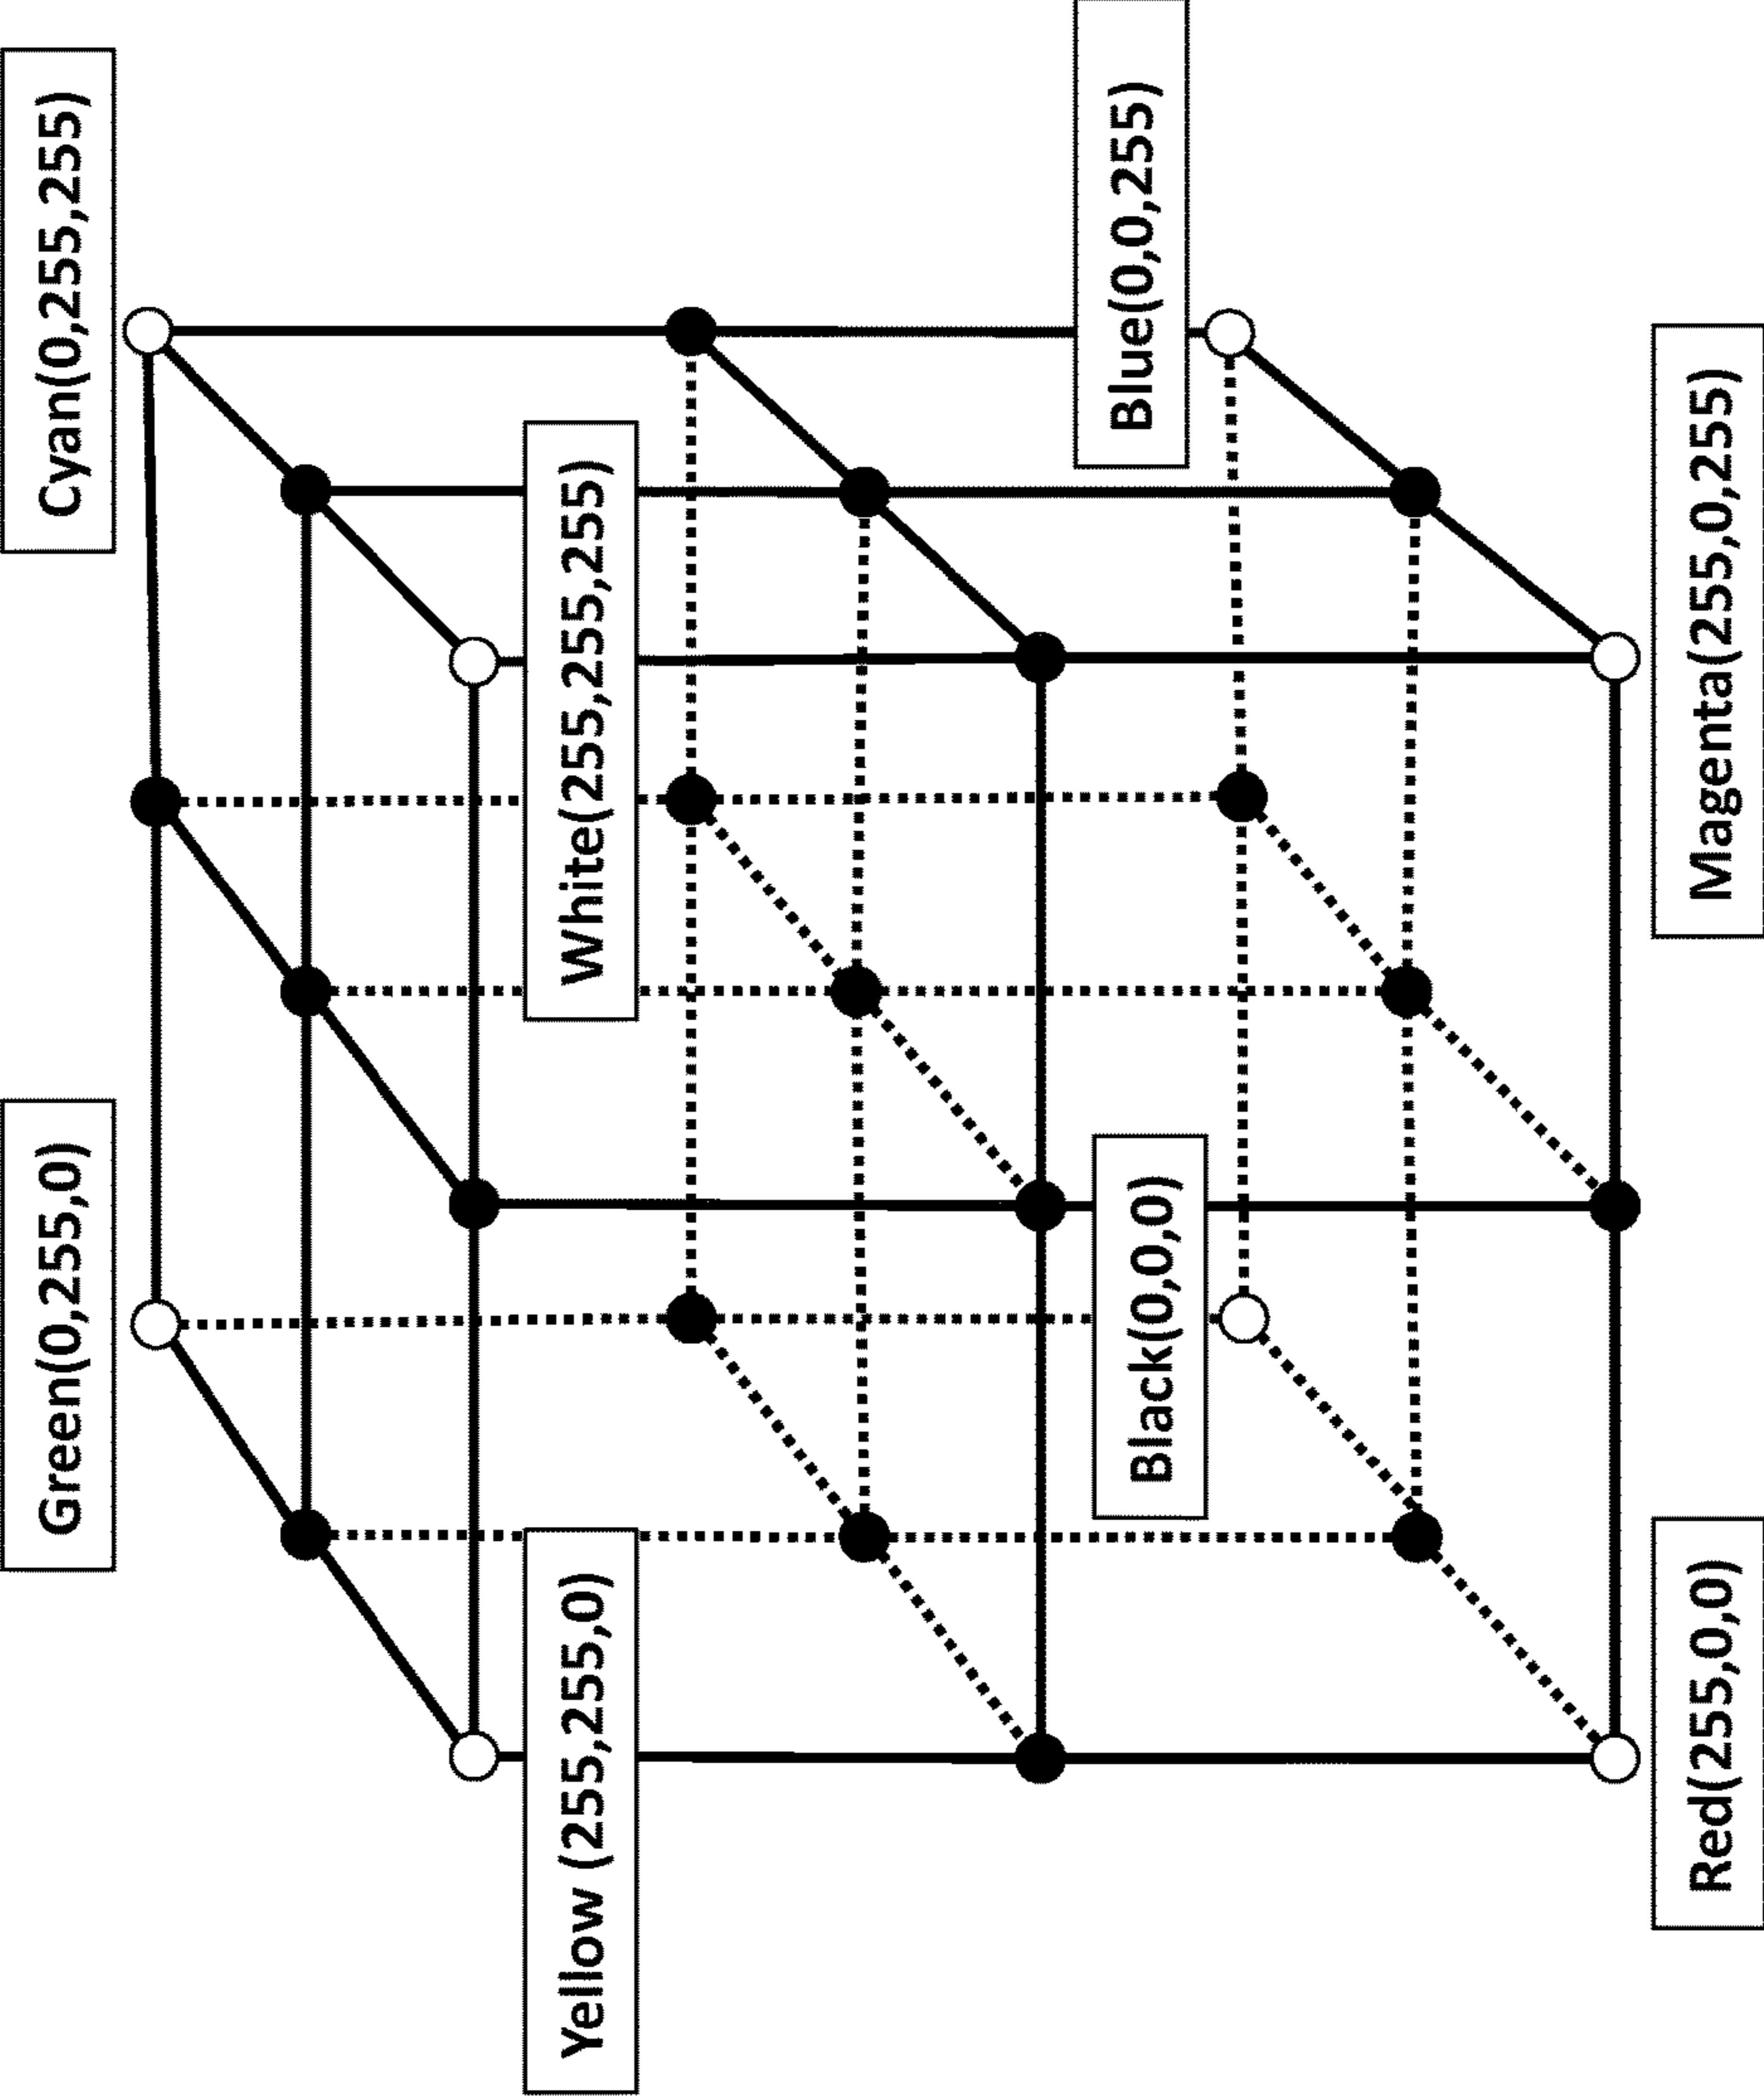 Green(0,255,0)
Cyan(0,255,255)
Yellow (255,255,0)
White(255,255,255)
Black(0,0,0)
Blue(0,0,255)
Red(255,0,0)
Magenta(255,0,255)